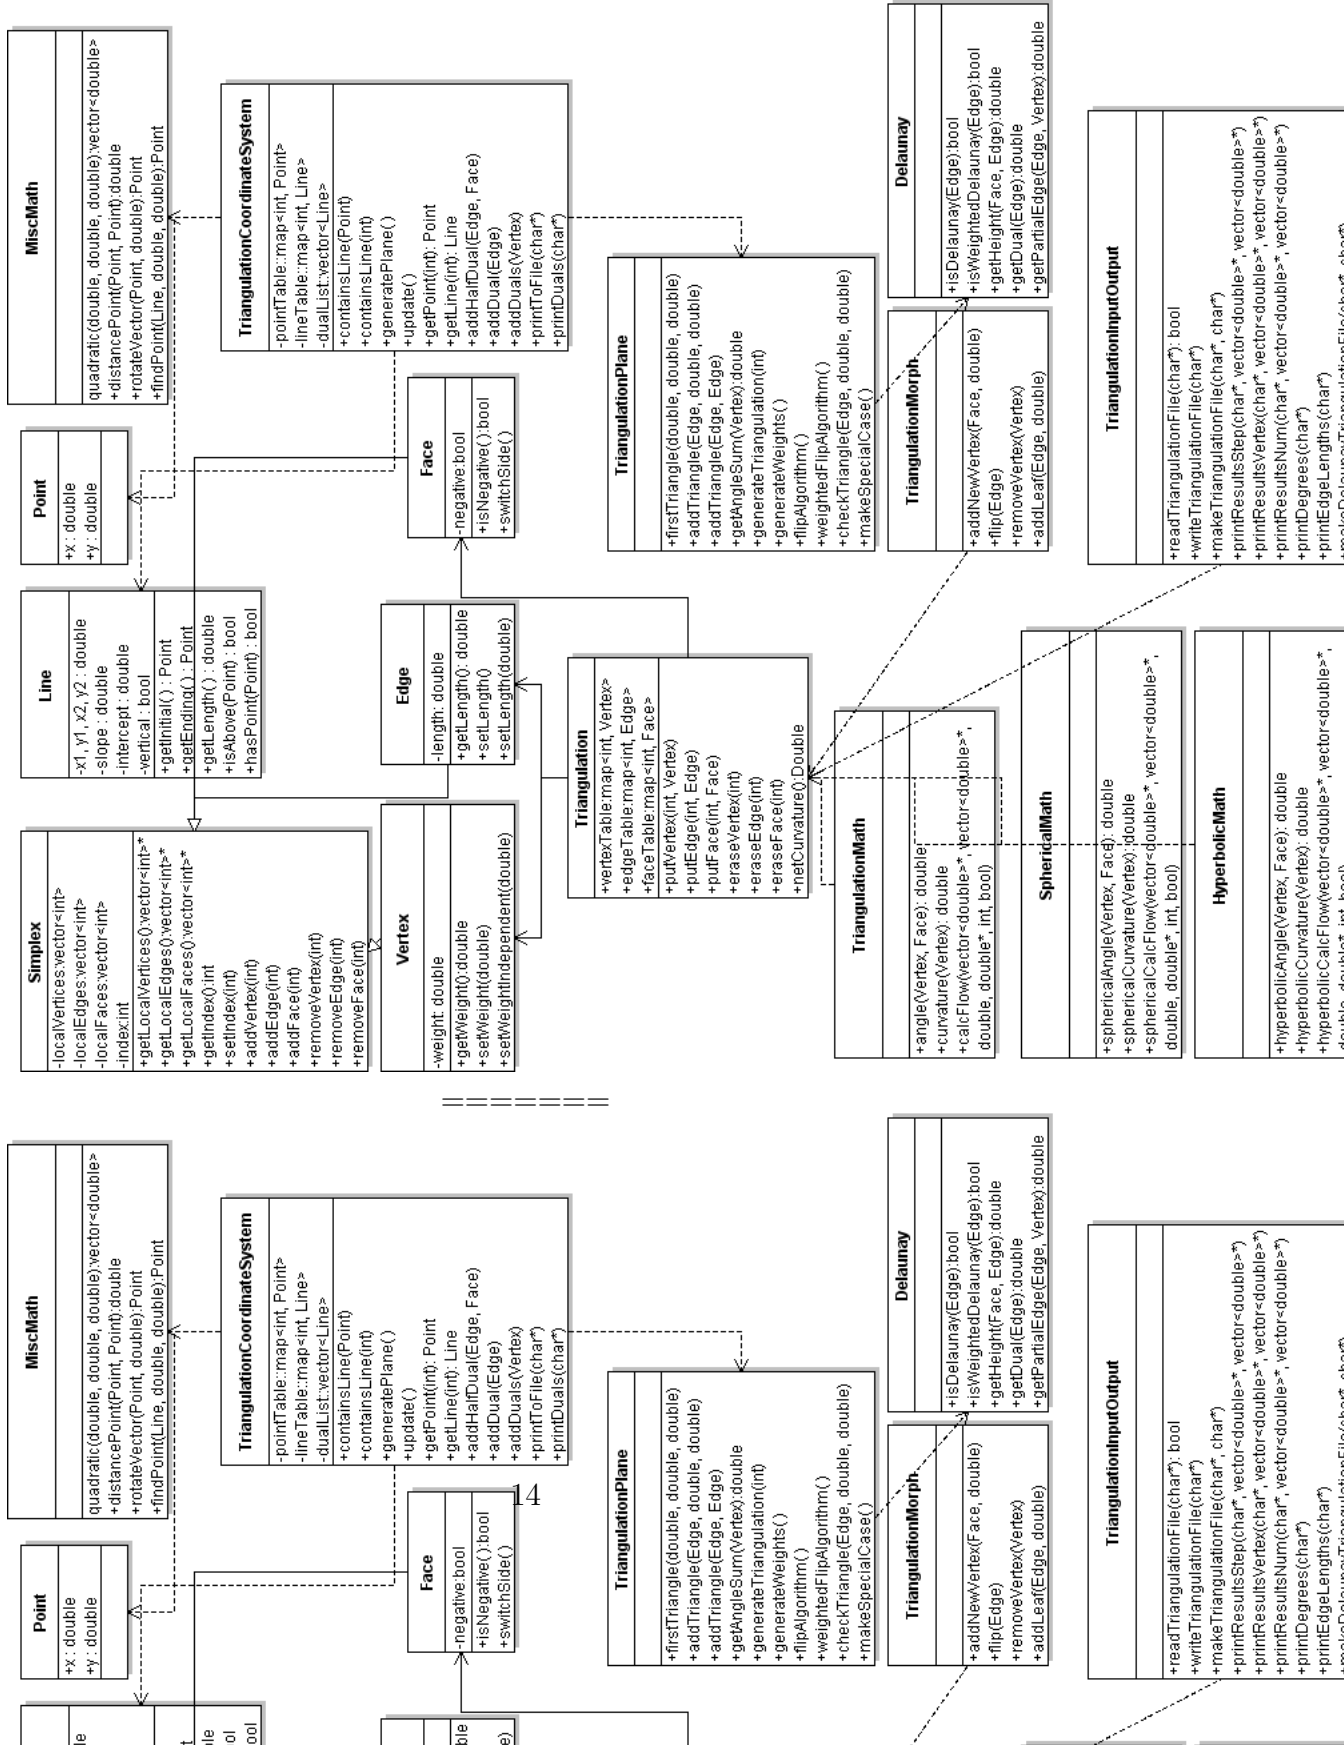 MiscMath
quadratic(double, double, double):vector<double>
+distancePoint(Point, Point):double
+rotateVector(Point, double):Point
+findPoint(Line, double, double):Point
Point
+x : double
+y : double
Line
-x1, y1, x2, y2 : double
-slope : double
-intercept : double
-vertical : bool
+getInitial( ) : Point
+getEnding( ) : Point
+getLength( ) : double
+isAbove(Point) : bool
+hasPoint(Point) : bool
Simplex
-localVertices:vector<int>
-localEdges:vector<int>
-localFaces:vector<int>
-index:int
+getLocalVertices():vector<int>*
+getLocalEdges():vector<int>*
+getLocalFaces():vector<int>*
+getIndex():int
+setIndex(int)
+addVertex(int)
+addEdge(int)
+addFace(int)
+removeVertex(int)
+removeEdge(int)
+removeFace(int)
TriangulationCoordinateSystem
-pointTable::map<int, Point>
-lineTable::map<int, Line>
-dualList::vector<Line>
+containsLine(Point)
+containsLine(int)
+generatePlane( )
+update( )
+getPoint(int): Point
+getLine(int): Line
+addHalfDual(Edge, Face)
+addDual(Edge)
+addDuals(Vertex)
+printToFile(char*)
+printDuals(char*)
Face
-negative:bool
+isNegative( ):bool
+switchSide( )
Edge
-length: double
+getLength(): double
+setLength()
+setLength(double)
Vertex
-weight: double
+getWeight():double
+setWeight(double)
+setWeightIndependent(double)
Triangulation
+vertexTable:map<int, Vertex>
+edgeTable:map<int, Edge>
+faceTable:map<int, Face>
+putVertex(int, Vertex)
+putEdge(int, Edge)
+putFace(int, Face)
+eraseVertex(int)
+eraseEdge(int)
+eraseFace(int)
+netCurvature():Double
TriangulationPlane
+firstTriangle(double, double, double)
+addTriangle(Edge, double, double)
+addTriangle(Edge, Edge)
+getAngleSum(Vertex):double
+generateTriangulation(int)
+generateWeights( )
+flipAlgorithm( )
+weightedFlipAlgorithm( )
+checkTriangle(Edge, double, double)
+makeSpecialCase( )
Delaunay
+isDelaunay(Edge):bool
+isWeightedDelaunay(Edge):bool
+getHeight(Face, Edge):double
+getDual(Edge):double
+getPartialEdge(Edge, Vertex):double
TriangulationMorph
+addNewVertex(Face, double)
+flip(Edge)
+removeVertex(Vertex)
+addLeaf(Edge, double)
TriangulationMath
+angle(Vertex, Face): double
+curvature(Vertex): double
+calcFlow(vector<double>*, vector<double>*,
double, double*, int, bool)
TriangulationInputOutput
+readTriangulationFile(char*): bool
+writeTriangulationFile(char*)
+makeTriangulationFile(char*, char*)
+printResultsStep(char*, vector<double>*, vector<double>*)
+printResultsVertex(char*, vector<double>*, vector<double>*)
+printResultsNum(char*, vector<double>*, vector<double>*)
+printDegrees(char*)
+printEdgeLengths(char*)
+makeDelaunayTriangulationFile(char*, char*)
SphericalMath
+sphericalAngle(Vertex, Face): double
+sphericalCurvature(Vertex):double
+sphericalCalcFlow(vector<double>*, vector<double>*,
double, double*, int, bool)
HyperbolicMath
+hyperbolicAngle(Vertex, Face): double
+hyperbolicCurvature(Vertex): double
+hyperbolicCalcFlow(vector<double>*, vector<double>*,
double, double*, int, bool)
=======
MiscMath
quadratic(double, double, double):vector<double>
+distancePoint(Point, Point):double
+rotateVector(Point, double):Point
+findPoint(Line, double, double):Point
Point
+x : double
+y : double
TriangulationCoordinateSystem
-pointTable::map<int, Point>
-lineTable::map<int, Line>
-dualList::vector<Line>
+containsLine(Point)
+containsLine(int)
+generatePlane( )
+update( )
+getPoint(int): Point
+getLine(int): Line
+addHalfDual(Edge, Face)
+addDual(Edge)
+addDuals(Vertex)
+printToFile(char*)
+printDuals(char*)
14
Face
-negative:bool
+isNegative( ):bool
+switchSide( )
TriangulationPlane
+firstTriangle(double, double, double)
+addTriangle(Edge, double, double)
+addTriangle(Edge, Edge)
+getAngleSum(Vertex):double
+generateTriangulation(int)
+generateWeights( )
+flipAlgorithm( )
+weightedFlipAlgorithm( )
+checkTriangle(Edge, double, double)
+makeSpecialCase( )
Delaunay
+isDelaunay(Edge):bool
+isWeightedDelaunay(Edge):bool
+getHeight(Face, Edge):double
+getDual(Edge):double
+getPartialEdge(Edge, Vertex):double
TriangulationMorph
+addNewVertex(Face, double)
+flip(Edge)
+removeVertex(Vertex)
+addLeaf(Edge, double)
TriangulationInputOutput
+readTriangulationFile(char*): bool
+writeTriangulationFile(char*)
+makeTriangulationFile(char*, char*)
+printResultsStep(char*, vector<double>*, vector<double>*)
+printResultsVertex(char*, vector<double>*, vector<double>*)
+printResultsNum(char*, vector<double>*, vector<double>*)
+printDegrees(char*)
+printEdgeLengths(char*)
+makeDelaunayTriangulationFile(char*, char*)